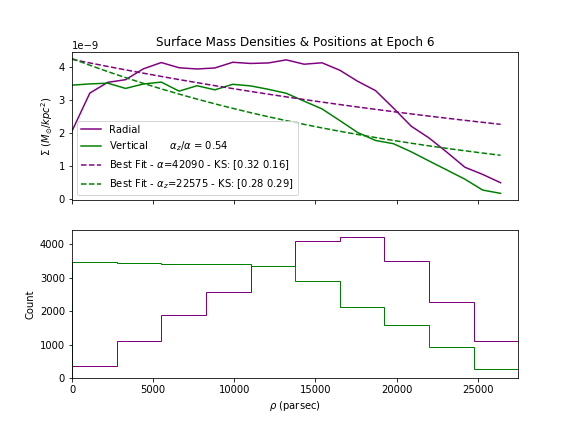 Surface Mass Densities & Positions at Epoch 6
1e−9
4
3
2
1
0
Σ (M⊙/kpc²)
Radial
Vertical αz/α = 0.54
Best Fit - α=42090 - KS: [0.32 0.16]
Best Fit - αz=22575 - KS: [0.28 0.29]
4000
3000
2000
1000
0
Count
0 5000 10000 15000 20000 25000
ρ (parsec)